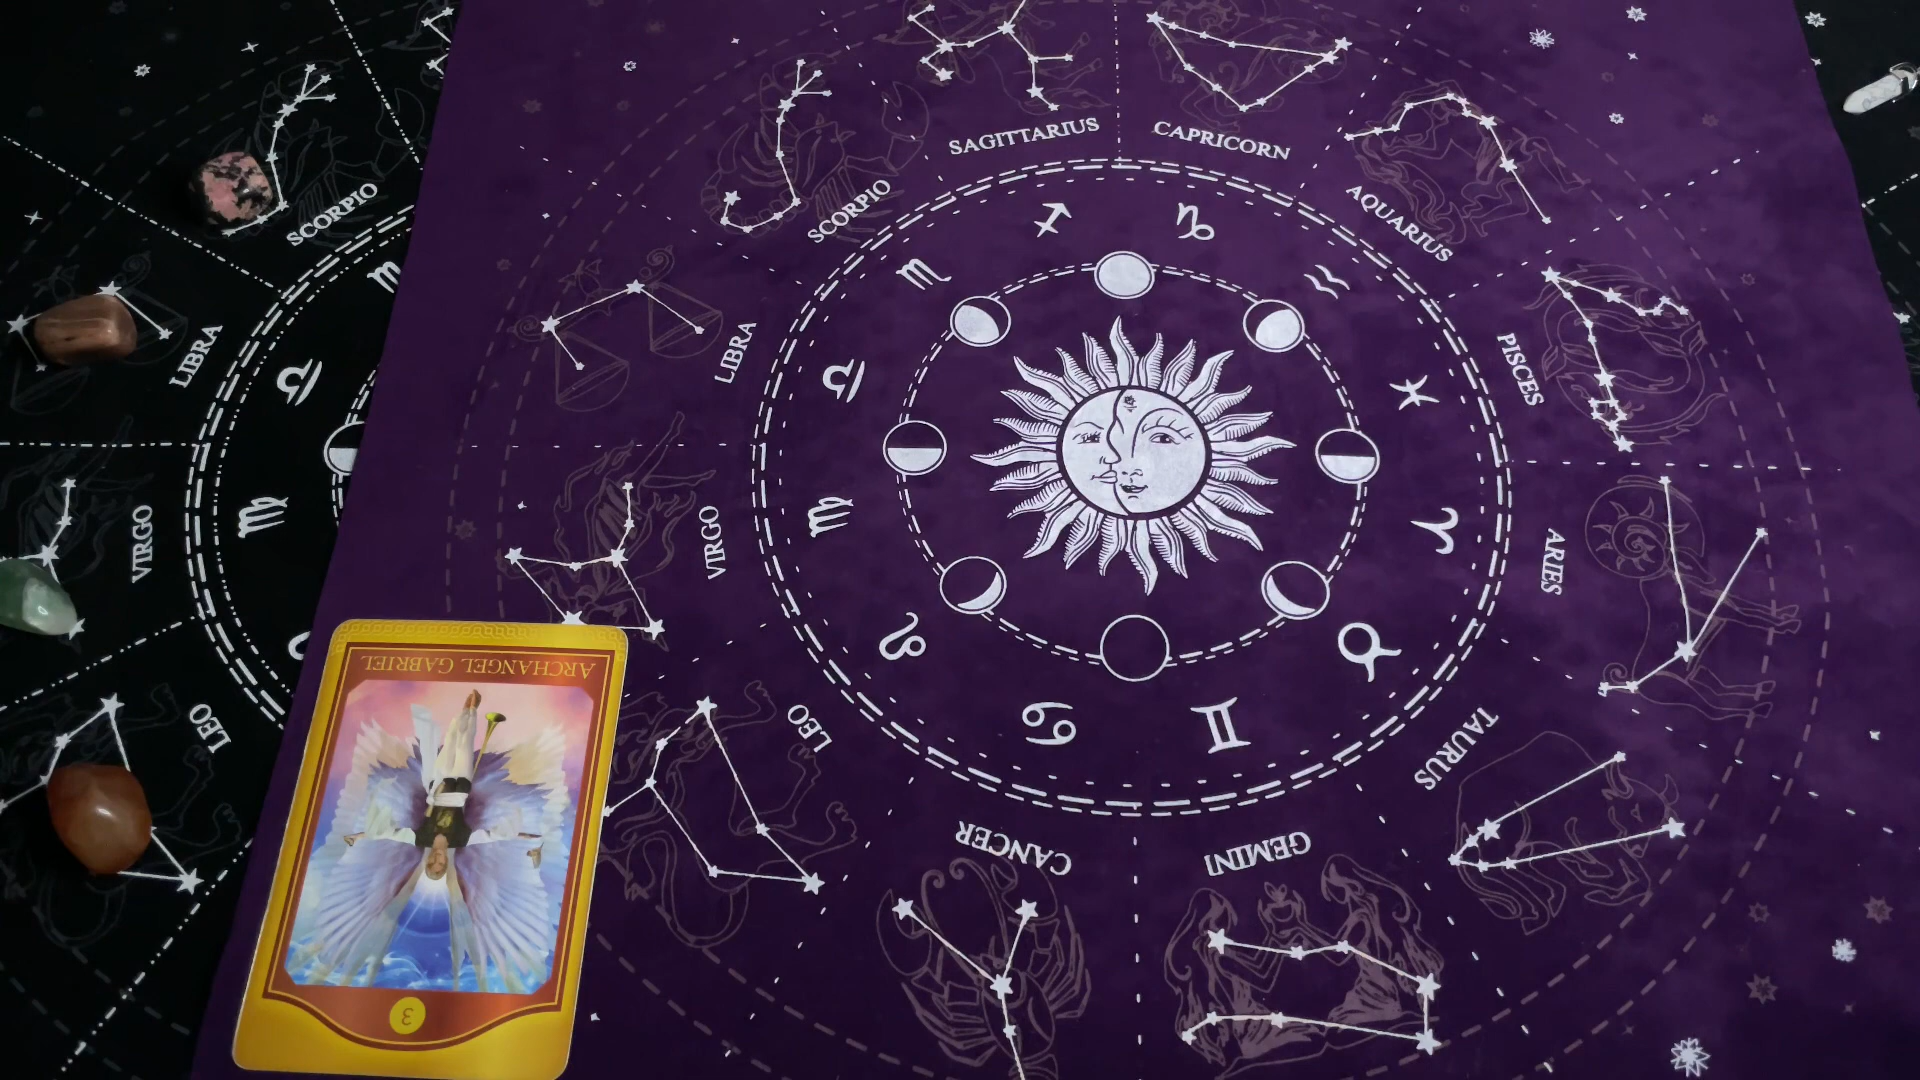 SCORPIO
LIBRA
VIRGO
LEO
SAGITTARIUS
CAPRICORN
AQUARIUS
PISCES
ARIES
TAURUS
GEMINI
CANCER
LEO
VIRGO
LIBRA
SCORPIO
ARCHANGEL GABRIEL
3